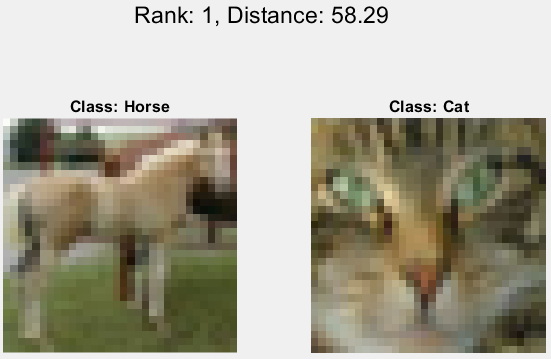 Rank: 1, Distance: 58.29
Class: Horse
Class: Cat